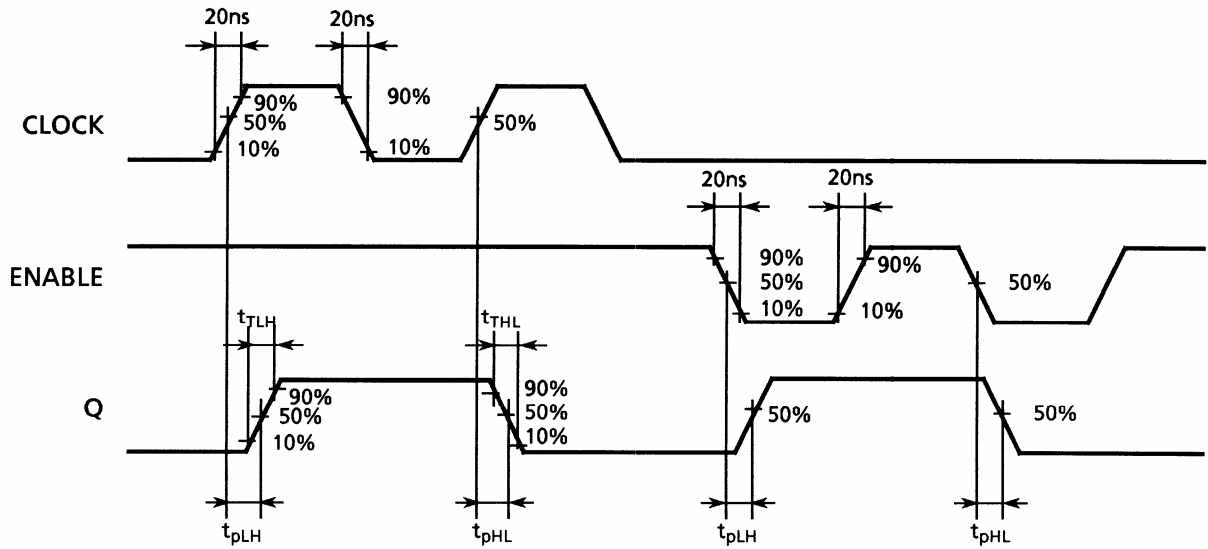 20ns 20ns
90% 90%
CLOCK 50% 50%
10% 10%
20ns 20ns
90% 90%
ENABLE 50% 50%
10% 10%
tTLH tTHL
90% 90%
Q 50% 50% 50% 50%
10% 10%
tpLH tpHL tpLH tpHL